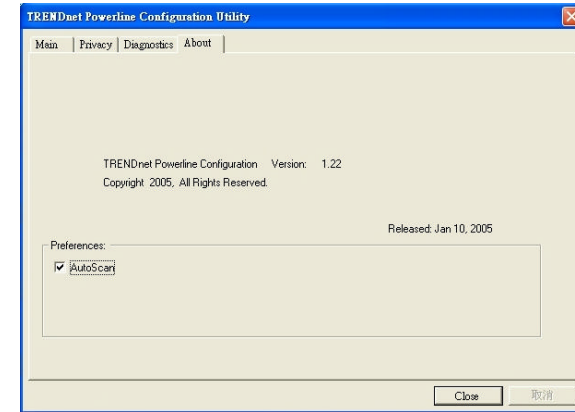 TRENDnet Powerline Configuration Utility
Main Privacy Diagnostics About
TRENDnet Powerline Configuration Version: 1.22
Copyright 2005, All Rights Reserved.
Released: Jan 10, 2005
Preferences:
AutoScan
Close 取消